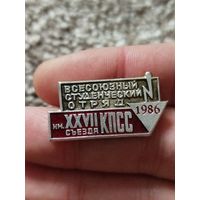 ВСЕСОЮЗНЫЙ
СТУДЕНЧЕСКИЙ
ОТРЯД
им. XXVII СЪЕЗДА КПСС
1986